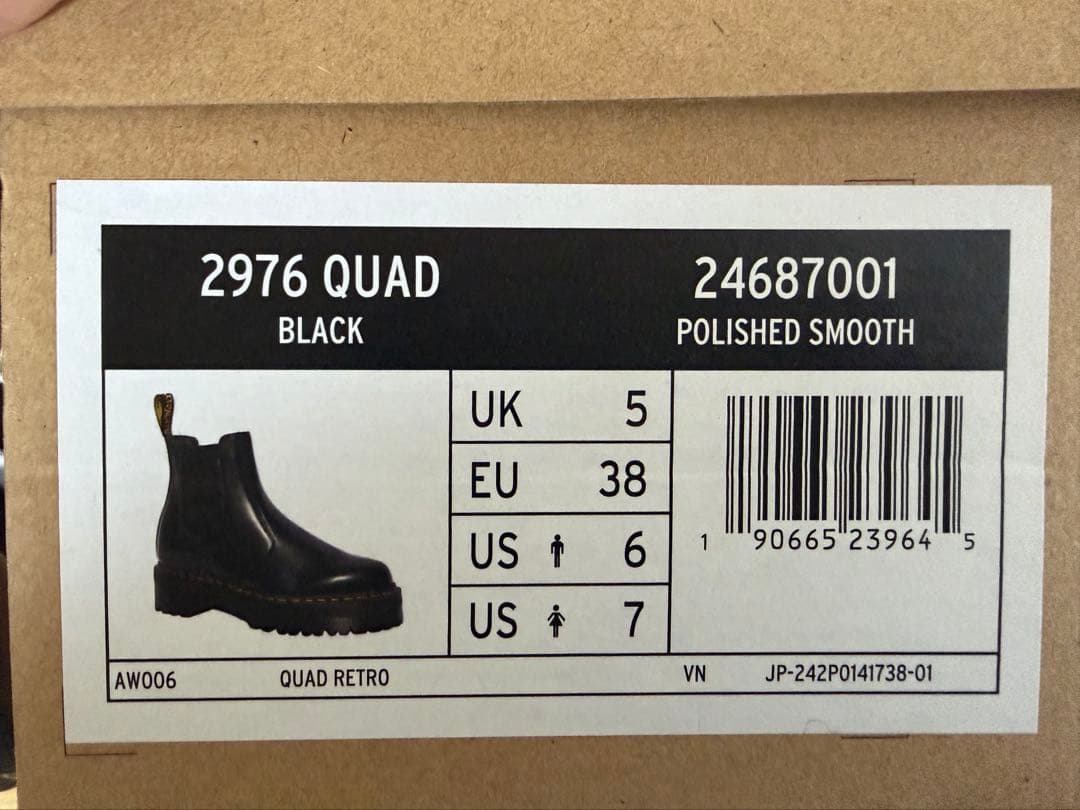 2976 QUAD
BLACK
24687001
POLISHED SMOOTH
UK 5
EU 38
US 6
US 7
1 90665 23964 5
AW006 QUAD RETRO VN JP-242P0141738-01